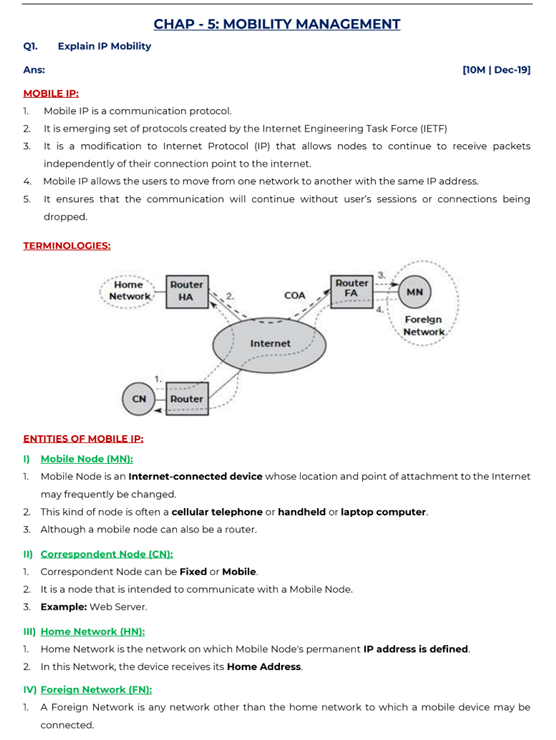 CHAP - 5: MOBILITY MANAGEMENT
Q1. Explain IP Mobility
Ans: [10M | Dec-19]
MOBILE IP:
1. Mobile IP is a communication protocol.
2. It is emerging set of protocols created by the Internet Engineering Task Force (IETF)
3. It is a modification to Internet Protocol (IP) that allows nodes to continue to receive packets
independently of their connection point to the internet.
4. Mobile IP allows the users to move from one network to another with the same IP address.
5. It ensures that the communication will continue without user's sessions or connections being
dropped.
TERMINOLOGIES:
Home
Network
Router
HA
2.
COA
Router
FA
3.
MN
4.
Foreign
Network
Internet
1.
CN
Router
ENTITIES OF MOBILE IP:
I) Mobile Node (MN):
1. Mobile Node is an Internet-connected device whose location and point of attachment to the Internet
may frequently be changed.
2. This kind of node is often a cellular telephone or handheld or laptop computer.
3. Although a mobile node can also be a router.
II) Correspondent Node (CN):
1. Correspondent Node can be Fixed or Mobile.
2. It is a node that is intended to communicate with a Mobile Node.
3. Example: Web Server.
III) Home Network (HN):
1. Home Network is the network on which Mobile Node's permanent IP address is defined.
2. In this Network, the device receives its Home Address.
IV) Foreign Network (FN):
1. A Foreign Network is any network other than the home network to which a mobile device may be
connected.